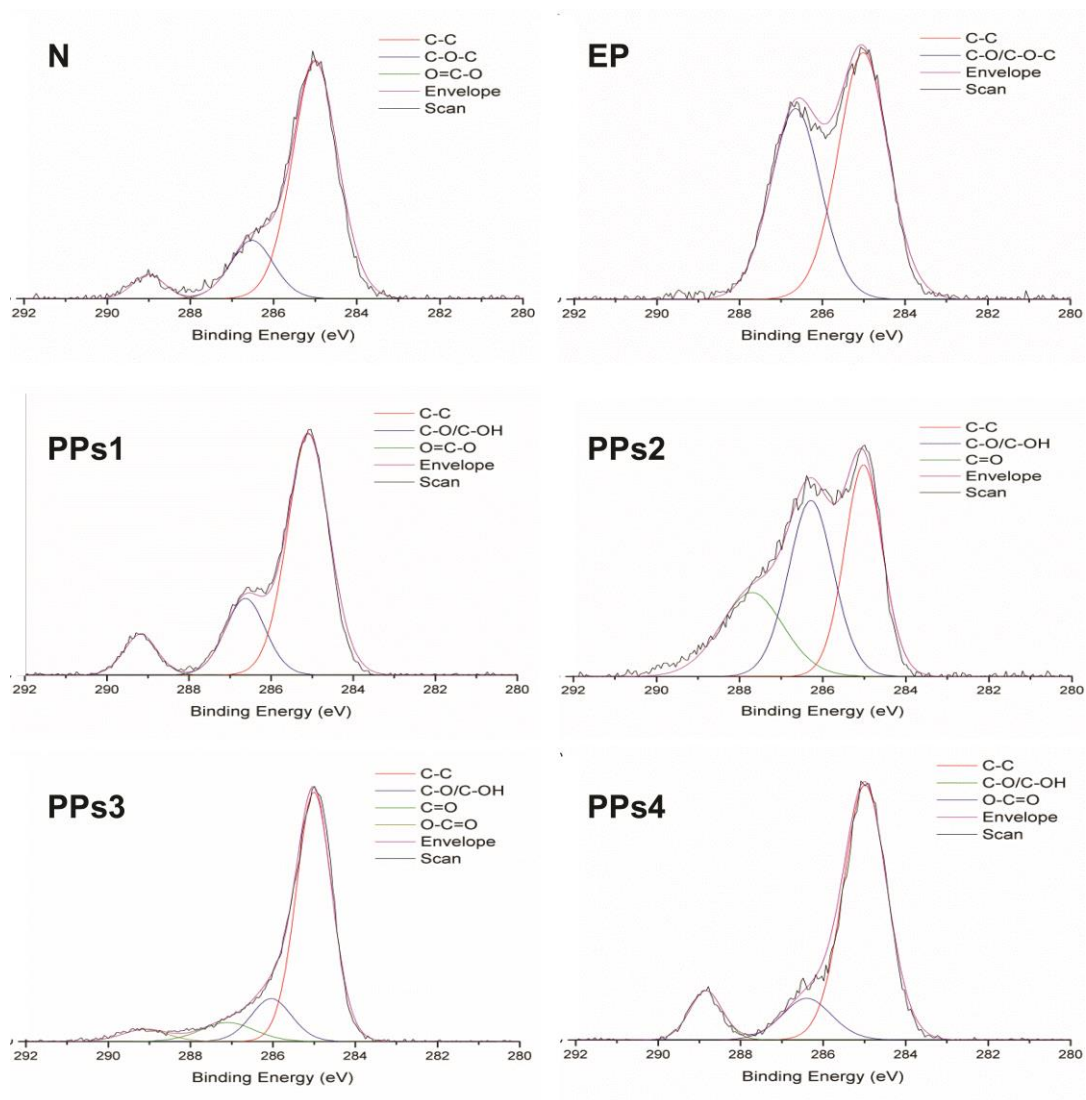 N
C-C
C-O-C
O=C-O
Envelope
Scan
292 290 288 286 284 282 280
Binding Energy (eV)
EP
C-C
C-O/C-O-C
Envelope
Scan
292 290 288 286 284 282 280
Binding Energy (eV)
PPs1
C-C
C-O/C-OH
O=C-O
Envelope
Scan
292 290 288 286 284 282 280
Binding Energy (eV)
PPs2
C-C
C-O/C-OH
C=O
Envelope
Scan
292 290 288 286 284 282 280
Binding Energy (eV)
PPs3
C-C
C-O/C-OH
C=O
O-C=O
Envelope
Scan
292 290 288 286 284 282 280
Binding Energy (eV)
PPs4
C-C
C-O/C-OH
O-C=O
Envelope
Scan
292 290 288 286 284 282 280
Binding Energy (eV)